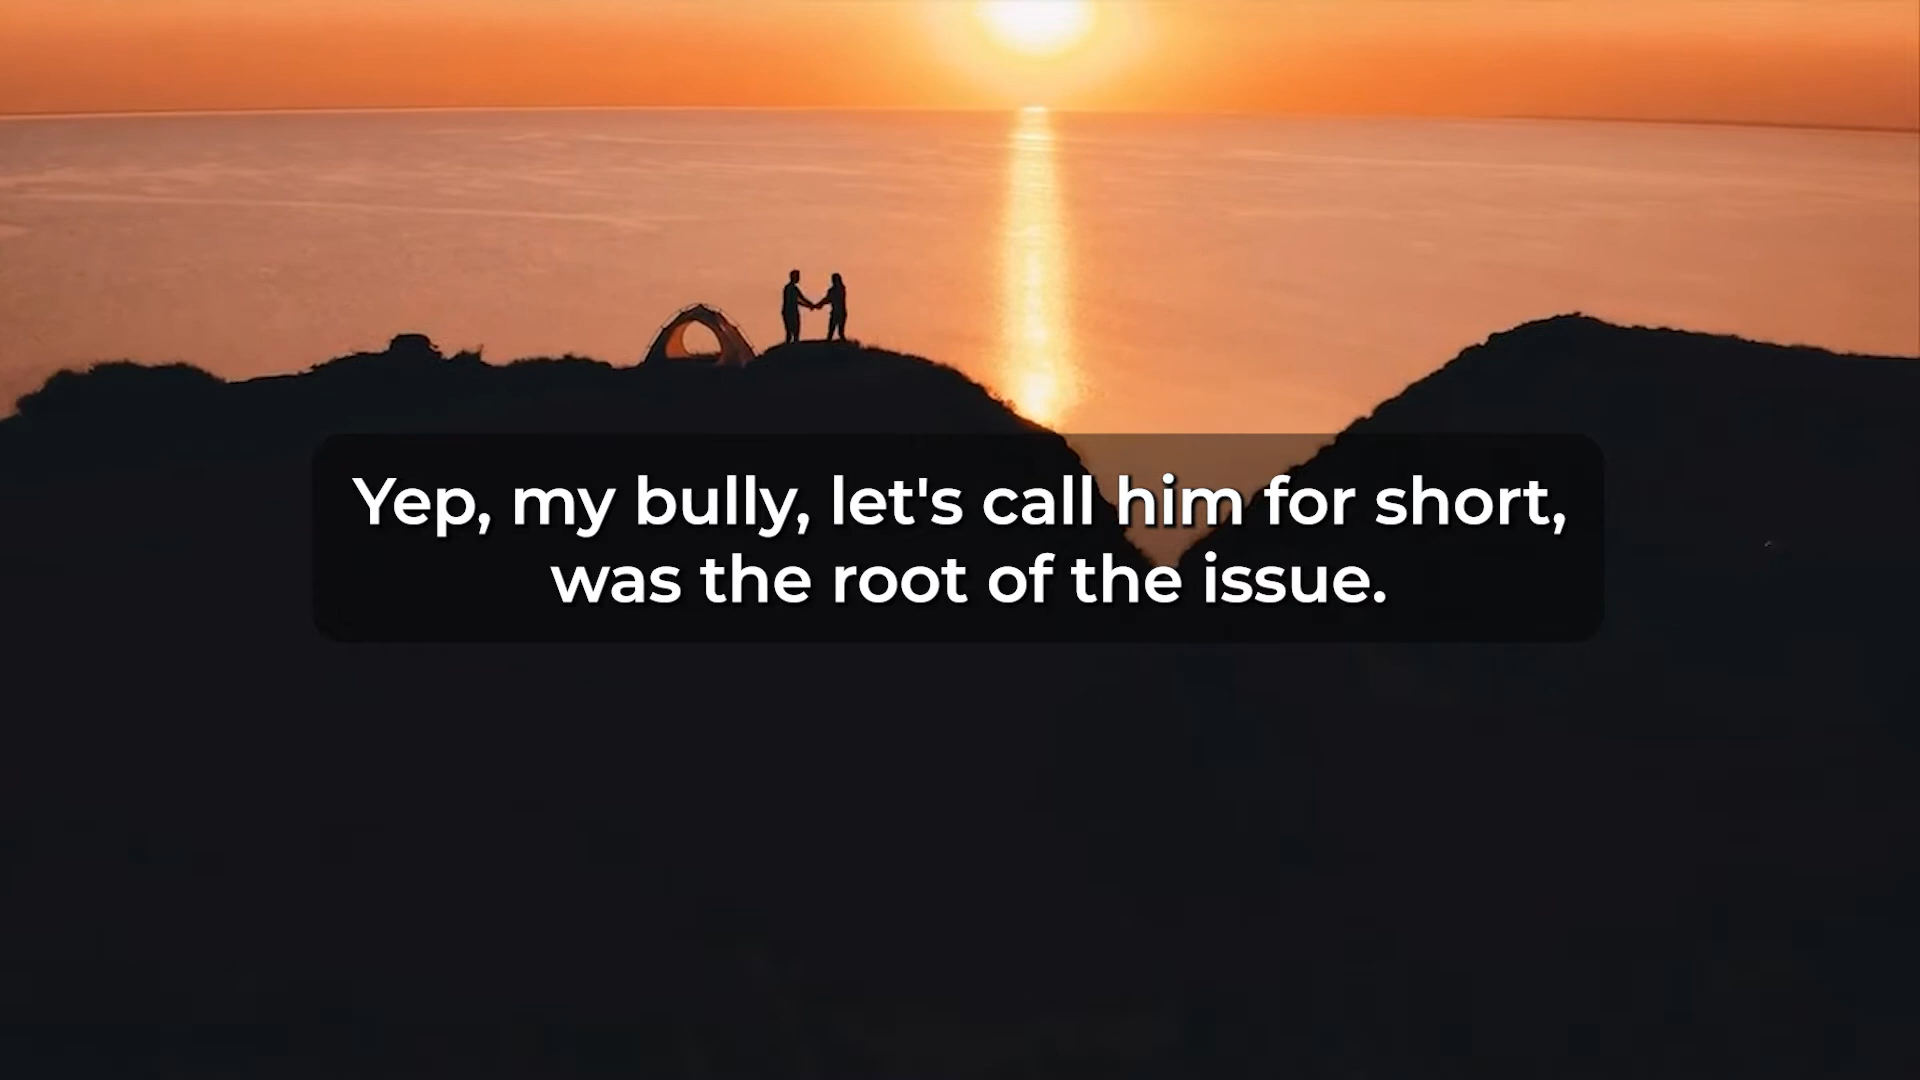 Yep, my bully, let's call him for short,
was the root of the issue.